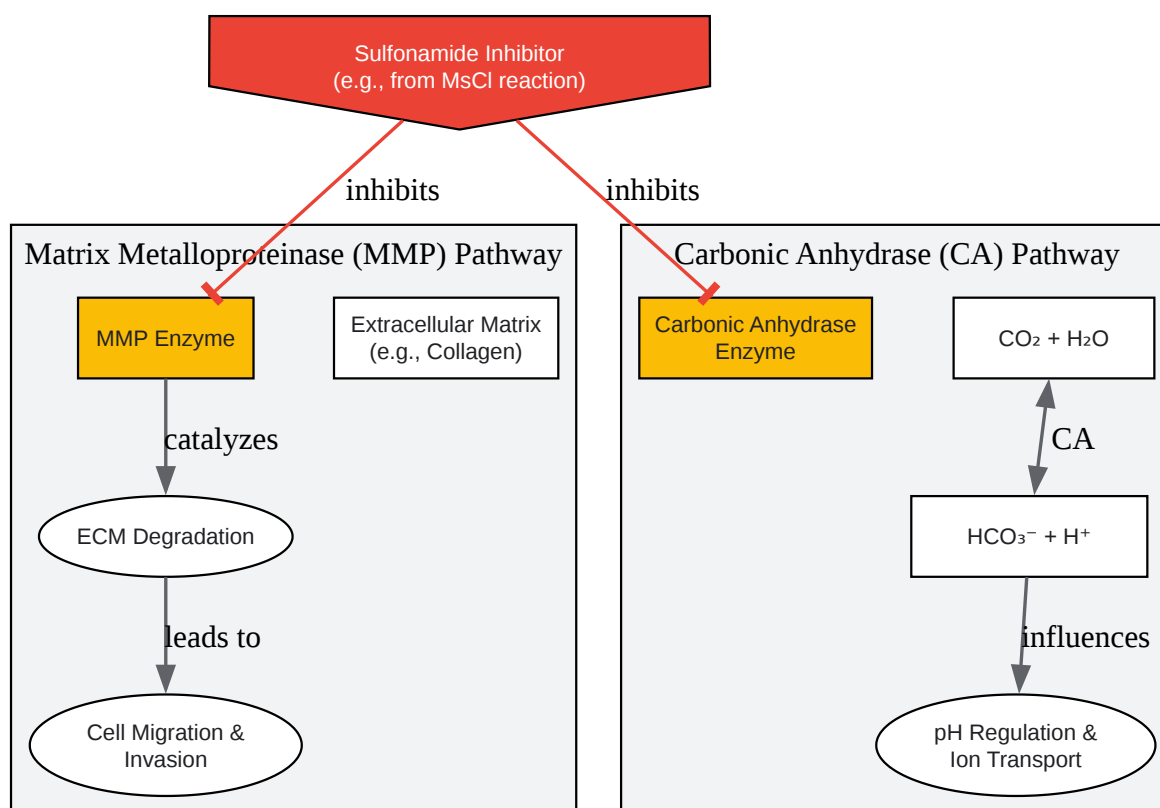 Sulfonamide Inhibitor
(e.g., from MsCl reaction)
inhibits
inhibits
Matrix Metalloproteinase (MMP) Pathway
MMP Enzyme
Extracellular Matrix
(e.g., Collagen)
catalyzes
ECM Degradation
leads to
Cell Migration &
Invasion
Carbonic Anhydrase (CA) Pathway
Carbonic Anhydrase
Enzyme
CO₂ + H₂O
CA
HCO₃⁻ + H⁺
influences
pH Regulation &
Ion Transport